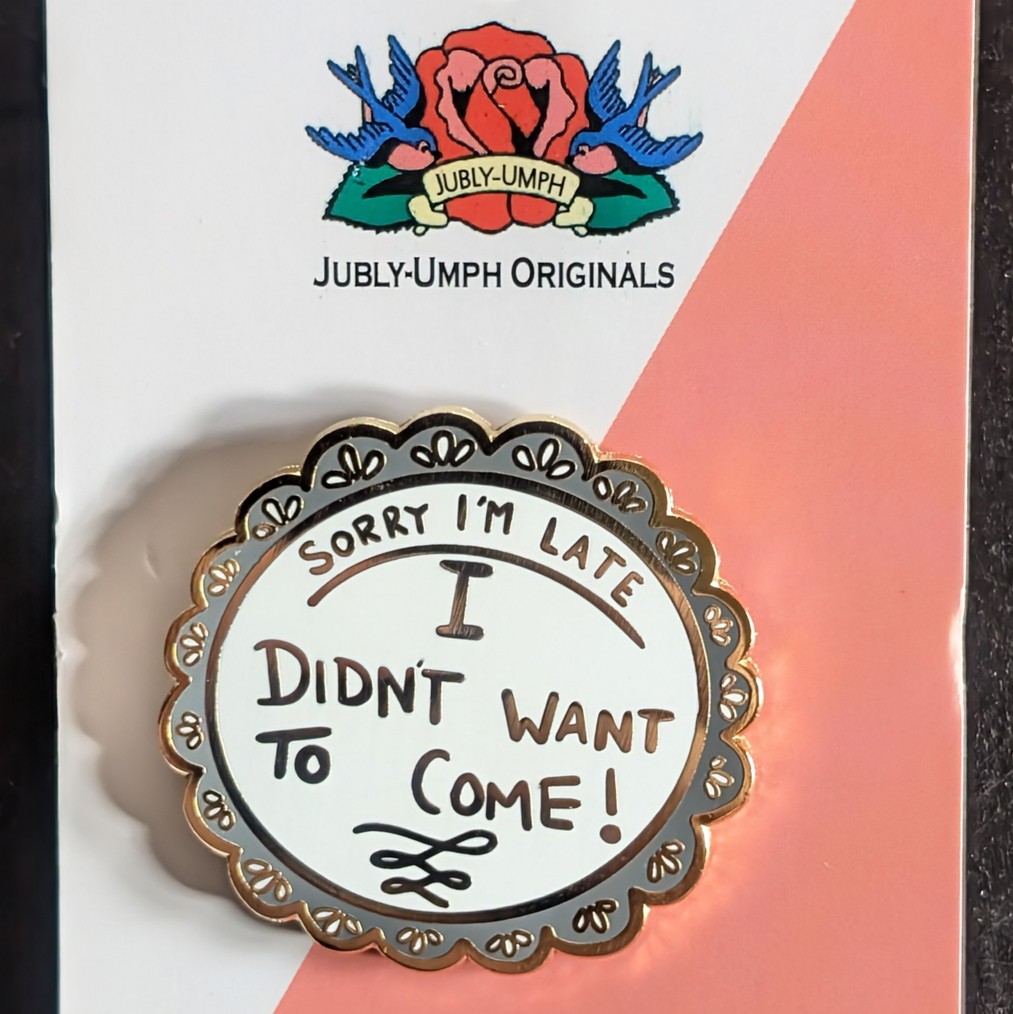 JUBLY-UMPH
JUBLY-UMPH ORIGINALS
SORRY I'M LATE
I
DIDN'T WANT
TO COME!